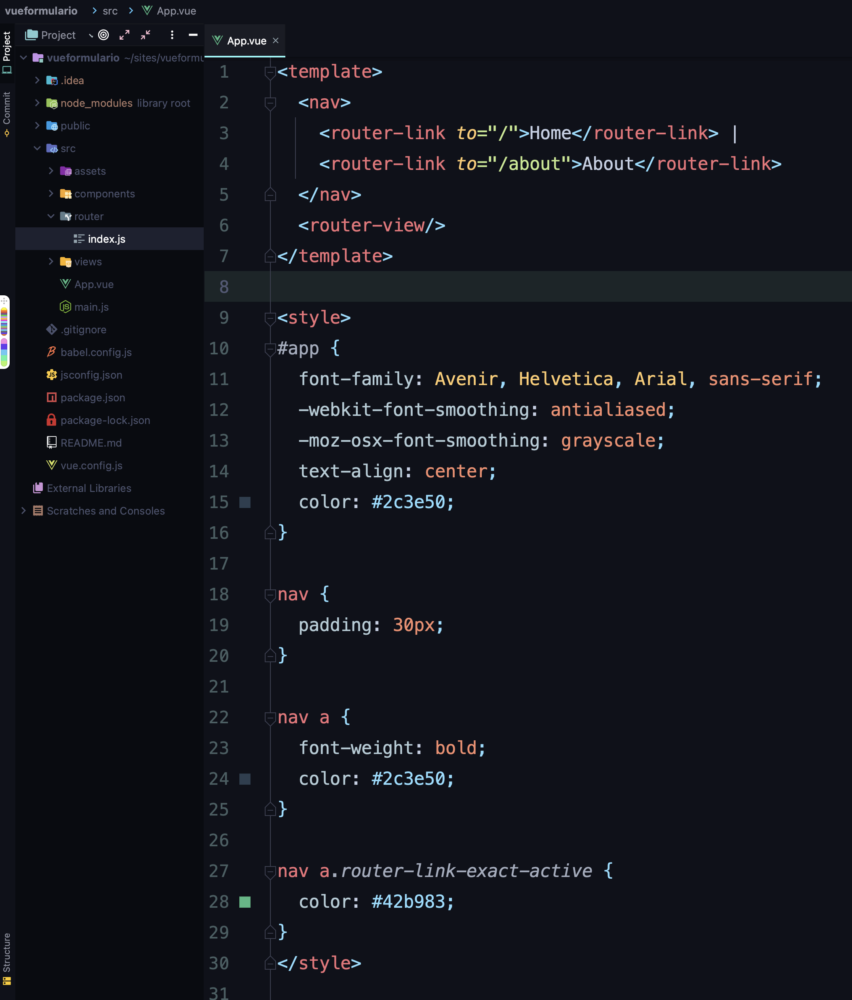 vueformulario > src > App.vue
Project
App.vue ×
Project
Commit
Structure
vueformulario ~/sites/vueformu
.idea
node_modules library root
public
src
assets
components
router
index.js
views
App.vue
main.js
.gitignore
babel.config.js
jsconfig.json
package.json
package-lock.json
README.md
vue.config.js
External Libraries
Scratches and Consoles
1 <template>
2   <nav>
3     <router-link to="/">Home</router-link> |
4     <router-link to="/about">About</router-link>
5   </nav>
6   <router-view/>
7 </template>
8
9 <style>
10 #app {
11   font-family: Avenir, Helvetica, Arial, sans-serif;
12   -webkit-font-smoothing: antialiased;
13   -moz-osx-font-smoothing: grayscale;
14   text-align: center;
15   color: #2c3e50;
16 }
17
18 nav {
19   padding: 30px;
20 }
21
22 nav a {
23   font-weight: bold;
24   color: #2c3e50;
25 }
26
27 nav a.router-link-exact-active {
28   color: #42b983;
29 }
30 </style>
31